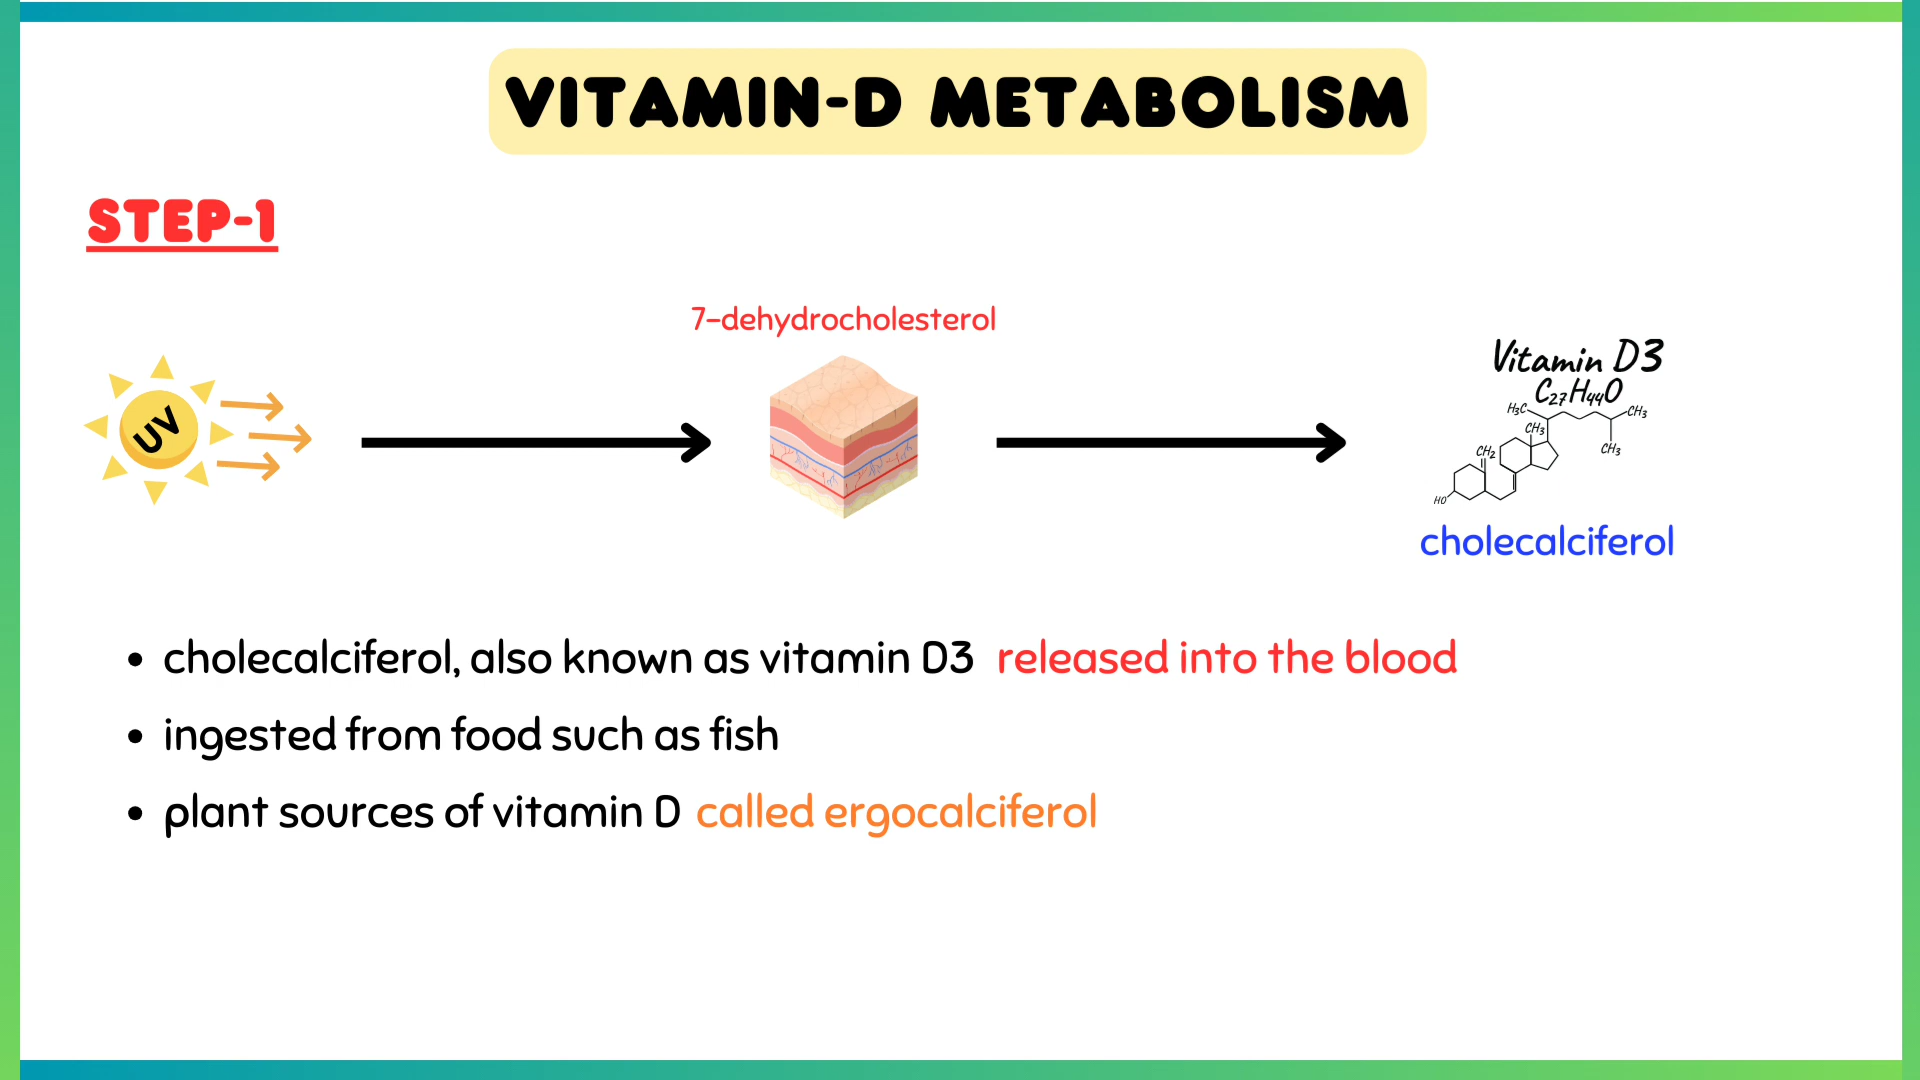 VITAMIN-D METABOLISM
STEP-1
7-dehydrocholesterol
UV
Vitamin D3
C₂₇H₄₄O
H₃C
CH₃
CH₃
CH₃
CH₂
HO
cholecalciferol
• cholecalciferol, also known as vitamin D3 released into the blood
• ingested from food such as fish
• plant sources of vitamin D called ergocalciferol